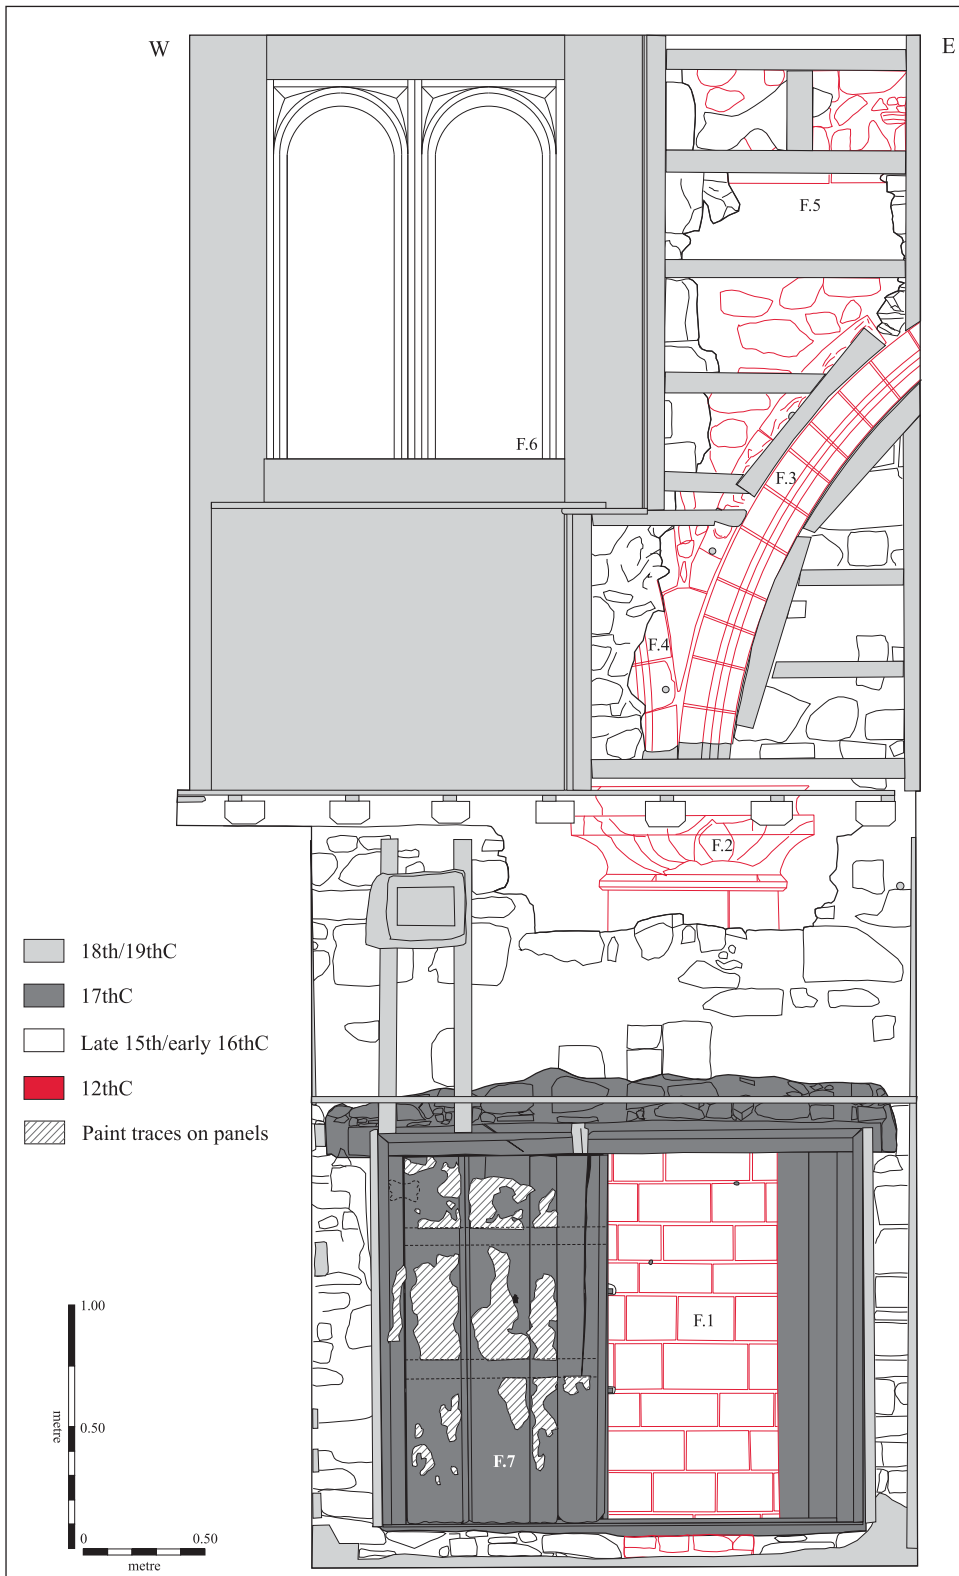 W
E
F.5
F.6
F.3
F.4
F.2
18th/19thC
17thC
Late 15th/early 16thC
12thC
Paint traces on panels
1.00
metre
0.50
0
0.50
metre
F.1
F.7